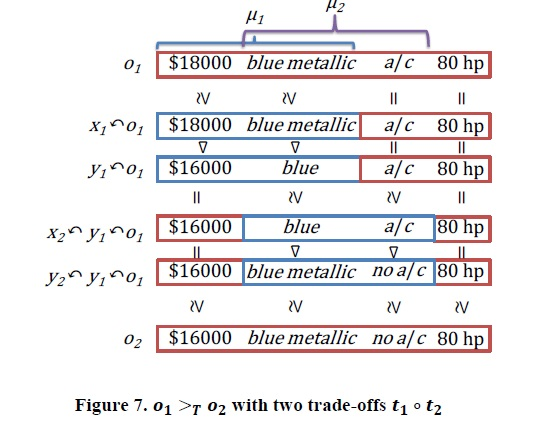 μ₁ μ₂
o₁ $18000 blue metallic a/c 80 hp
≥ ≥ = =
x₁↶o₁ $18000 blue metallic a/c 80 hp
▽ ▽ = =
y₁↶o₁ $16000 blue a/c 80 hp
= ≥ ≥ =
x₂↶ y₁↶o₁ $16000 blue a/c 80 hp
= ▽ ▽ =
y₂↶ y₁↶o₁ $16000 blue metallic no a/c 80 hp
≥ ≥ ≥ ≥
o₂ $16000 blue metallic no a/c 80 hp
Figure 7. o₁ >T o₂ with two trade-offs t₁ ∘ t₂